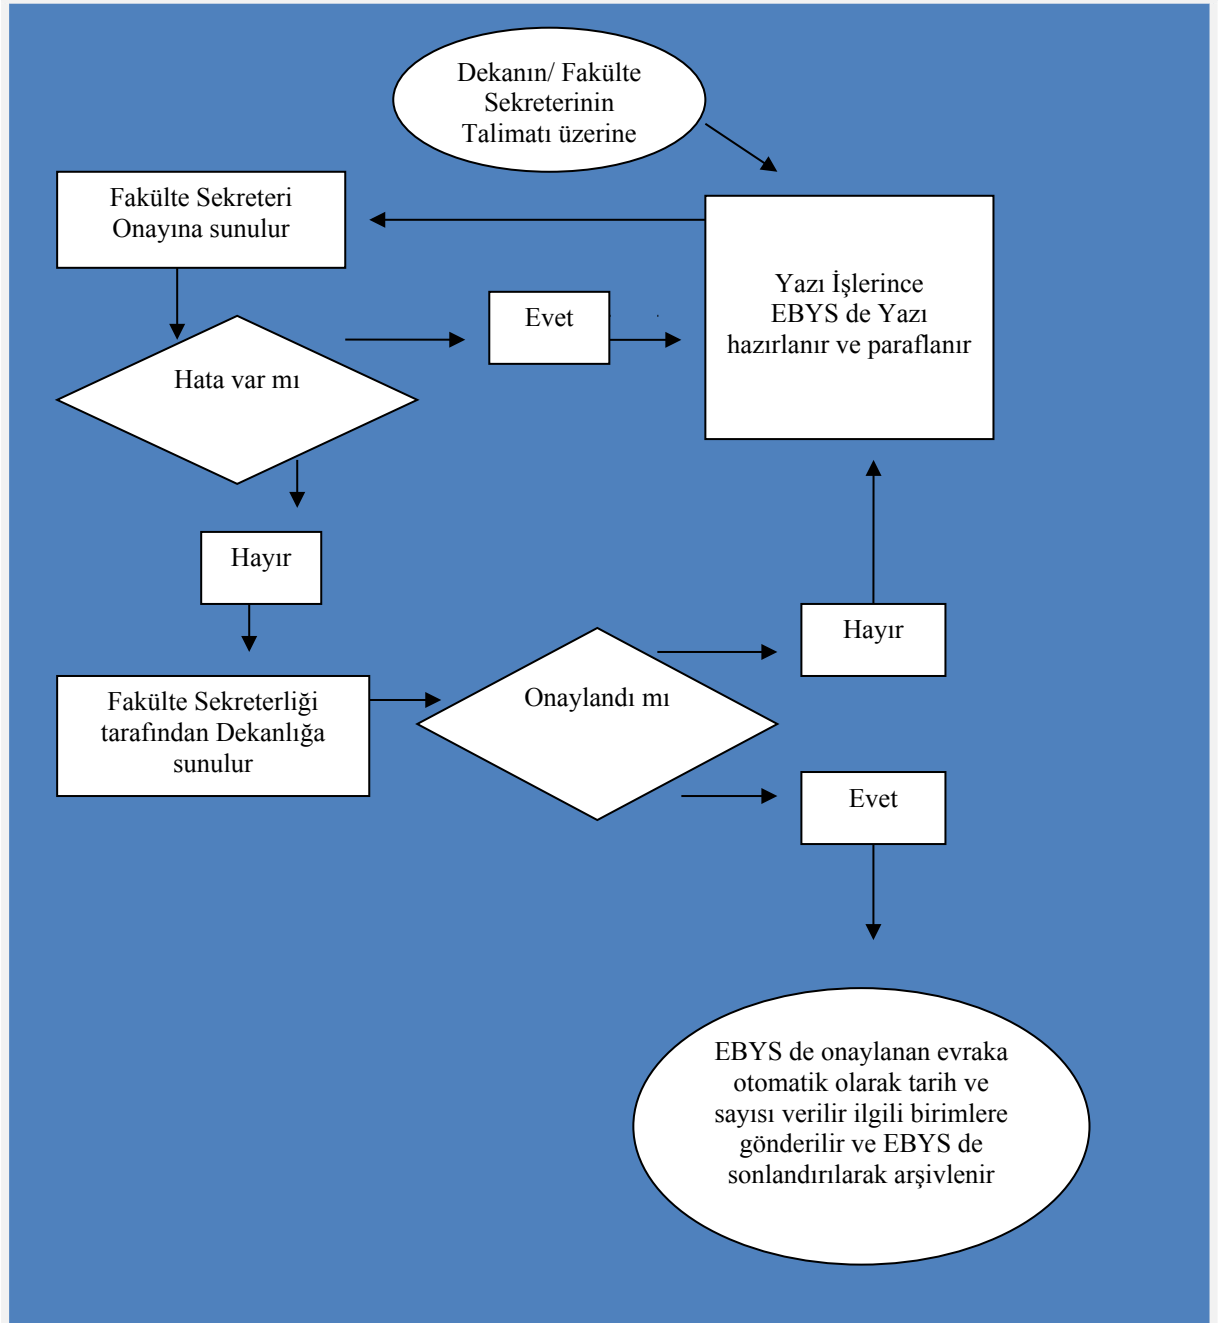 Dekanın/ Fakülte
Sekreterinin
Talimatı üzerine
Fakülte Sekreteri
Onayına sunulur
Yazı İşlerince
EBYS de Yazı
hazırlanır ve paraflanır
Evet
Hata var mı
Hayır
Hayır
Fakülte Sekreterliği
tarafından Dekanlığa
sunulur
Onaylandı mı
Evet
EBYS de onaylanan evraka
otomatik olarak tarih ve
sayısı verilir ilgili birimlere
gönderilir ve EBYS de
sonlandırılarak arşivlenir